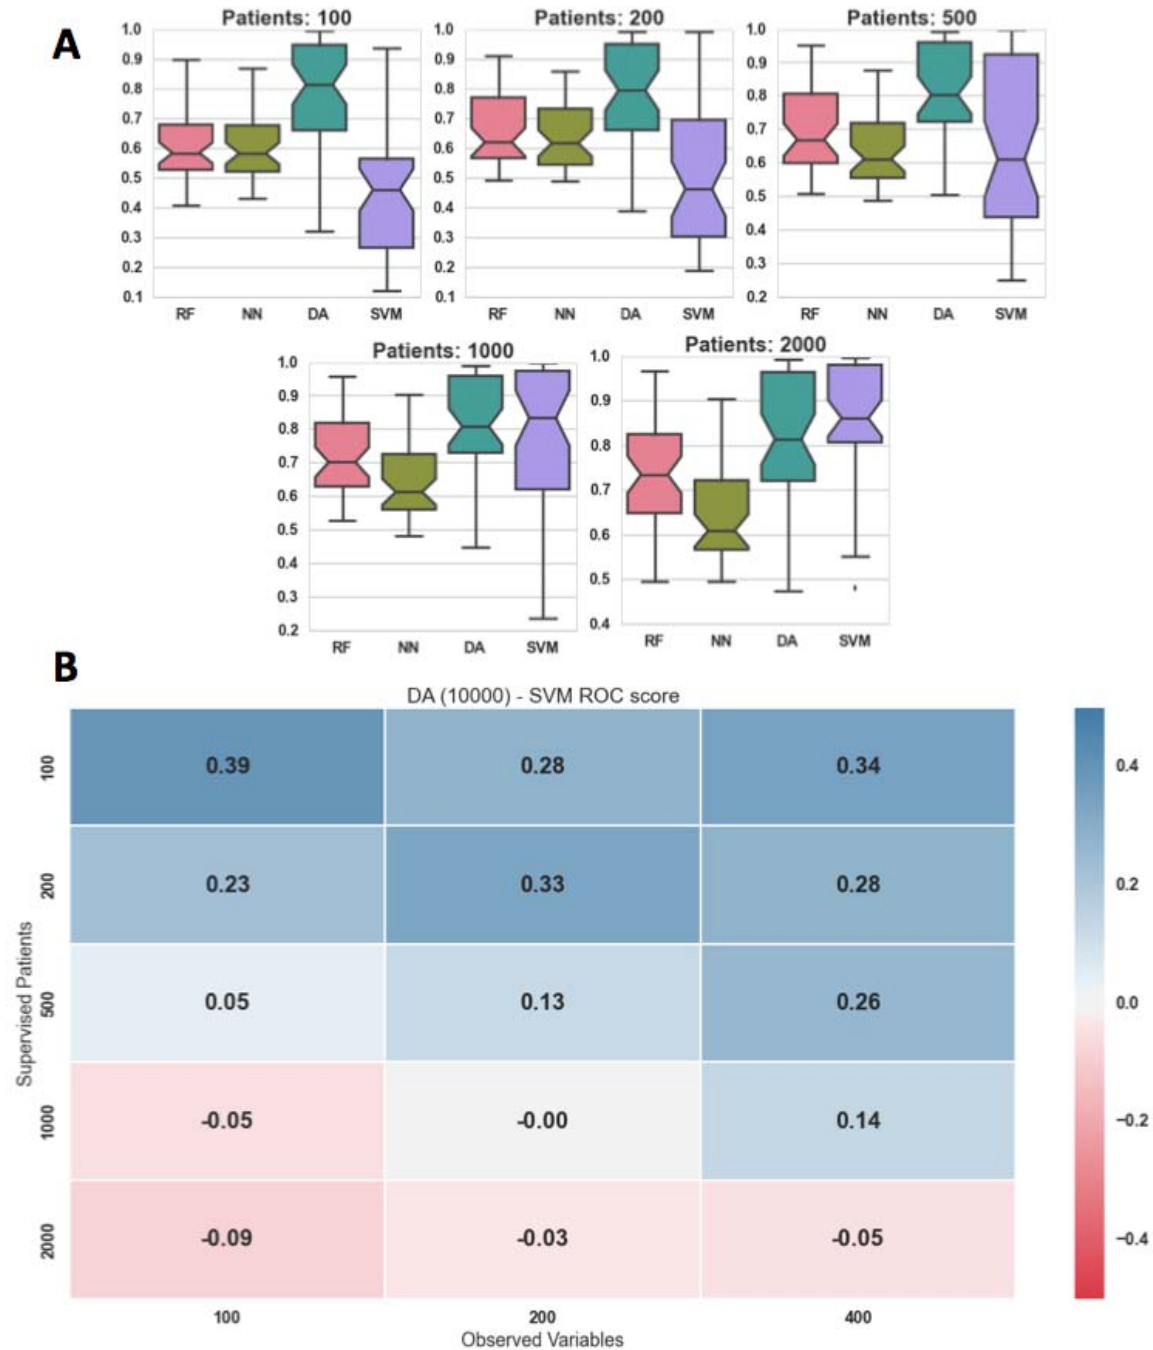 A
Patients: 100
1.0
0.9
0.8
0.7
0.6
0.5
0.4
0.3
0.2
0.1
RF NN DA SVM
Patients: 200
1.0
0.9
0.8
0.7
0.6
0.5
0.4
0.3
0.2
0.1
RF NN DA SVM
Patients: 500
1.0
0.9
0.8
0.7
0.6
0.5
0.4
0.3
0.2
RF NN DA SVM
Patients: 1000
1.0
0.9
0.8
0.7
0.6
0.5
0.4
0.3
0.2
RF NN DA SVM
Patients: 2000
1.0
0.9
0.8
0.7
0.6
0.5
0.4
RF NN DA SVM
B
DA (10000) - SVM ROC score
Supervised Patients
100 0.39 0.28 0.34
200 0.23 0.33 0.28
500 0.05 0.13 0.26
1000 -0.05 -0.00 0.14
2000 -0.09 -0.03 -0.05
100 200 400
Observed Variables
0.4
0.2
0.0
−0.2
−0.4